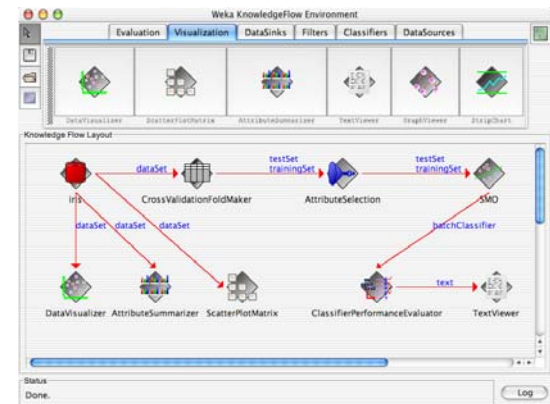 Weka KnowledgeFlow Environment
Evaluation Visualization DataSinks Filters Classifiers DataSources
DataVisualizer ScatterPlotMatrix AttributeSummarizer TextViewer GraphViewer StripChart
Knowledge Flow Layout
dataSet testSet trainingSet testSet trainingSet
iris CrossValidationFoldMaker AttributeSelection SMO
dataSet dataSet dataSet batchClassifier
text
DataVisualizer AttributeSummarizer ScatterPlotMatrix ClassifierPerformanceEvaluator TextViewer
Status
Done. Log